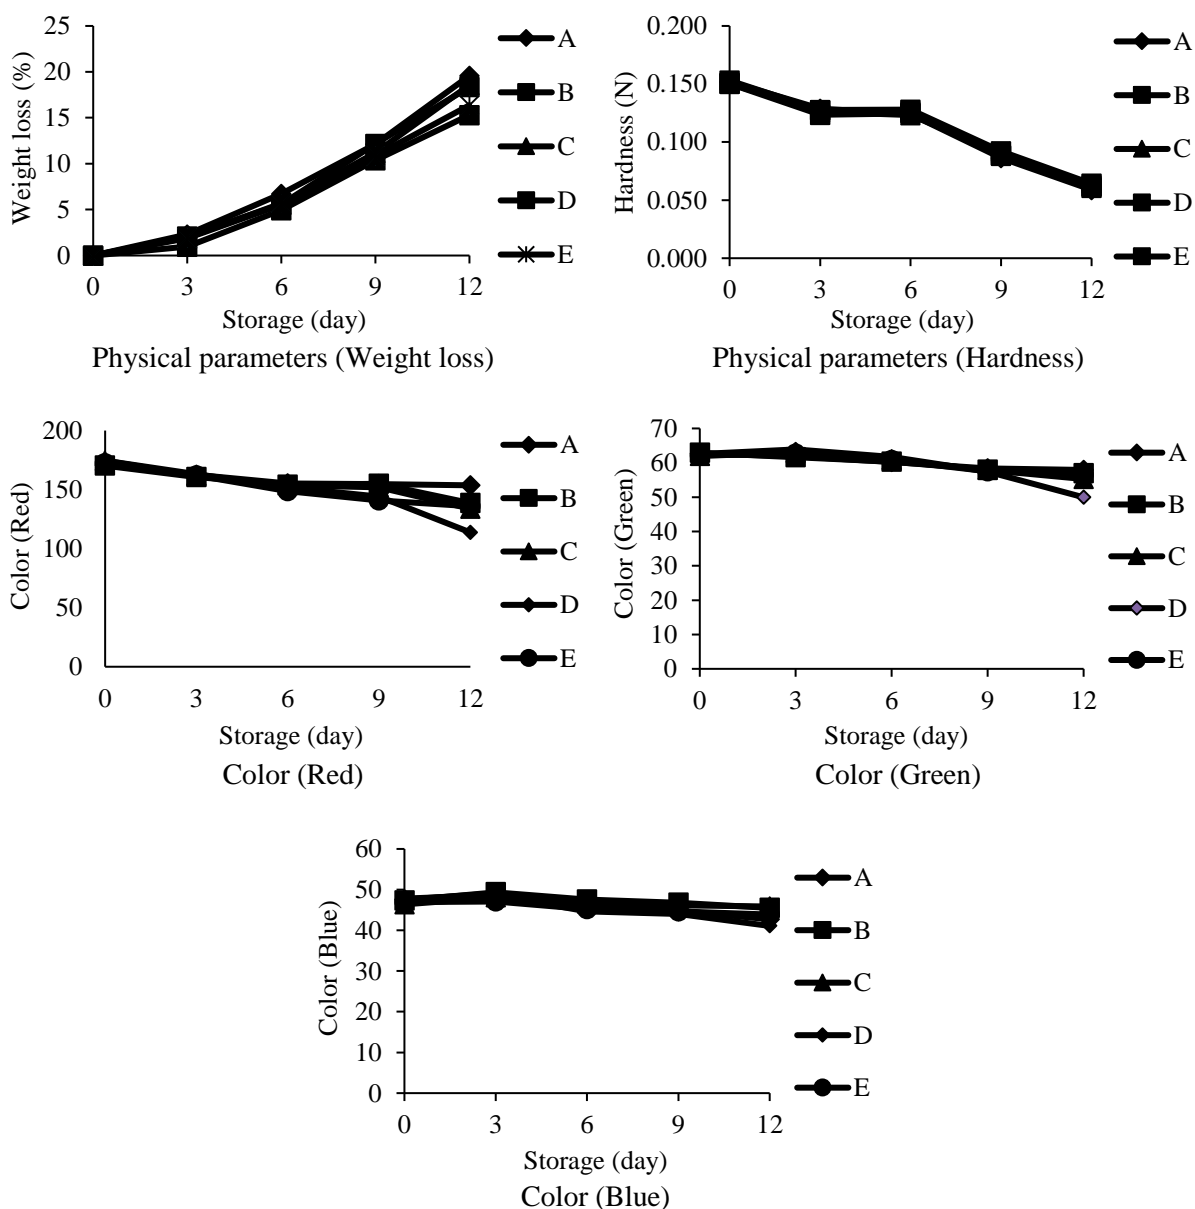 Weight loss (%)
25
20
15
10
5
0
0 3 6 9 12
Storage (day)
A
B
C
D
E
Physical parameters (Weight loss)
Hardness (N)
0.200
0.150
0.100
0.050
0.000
0 3 6 9 12
Storage (day)
A
B
C
D
E
Physical parameters (Hardness)
Color (Red)
200
150
100
50
0
0 3 6 9 12
Storage (day)
A
B
C
D
E
Color (Red)
Color (Green)
70
60
50
40
30
20
10
0
0 3 6 9 12
Storage (day)
A
B
C
D
E
Color (Green)
Color (Blue)
60
50
40
30
20
10
0
0 3 6 9 12
Storage (day)
A
B
C
D
E
Color (Blue)